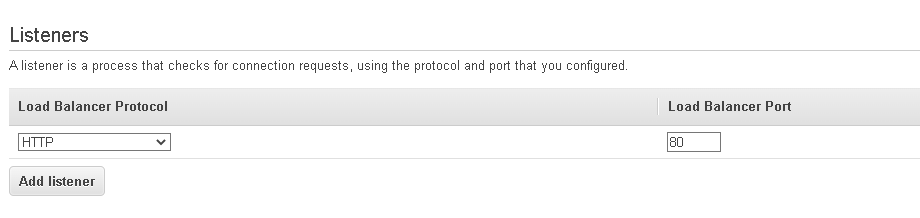 Listeners
A listener is a process that checks for connection requests, using the protocol and port that you configured.
Load Balancer Protocol Load Balancer Port
HTTP 80
Add listener